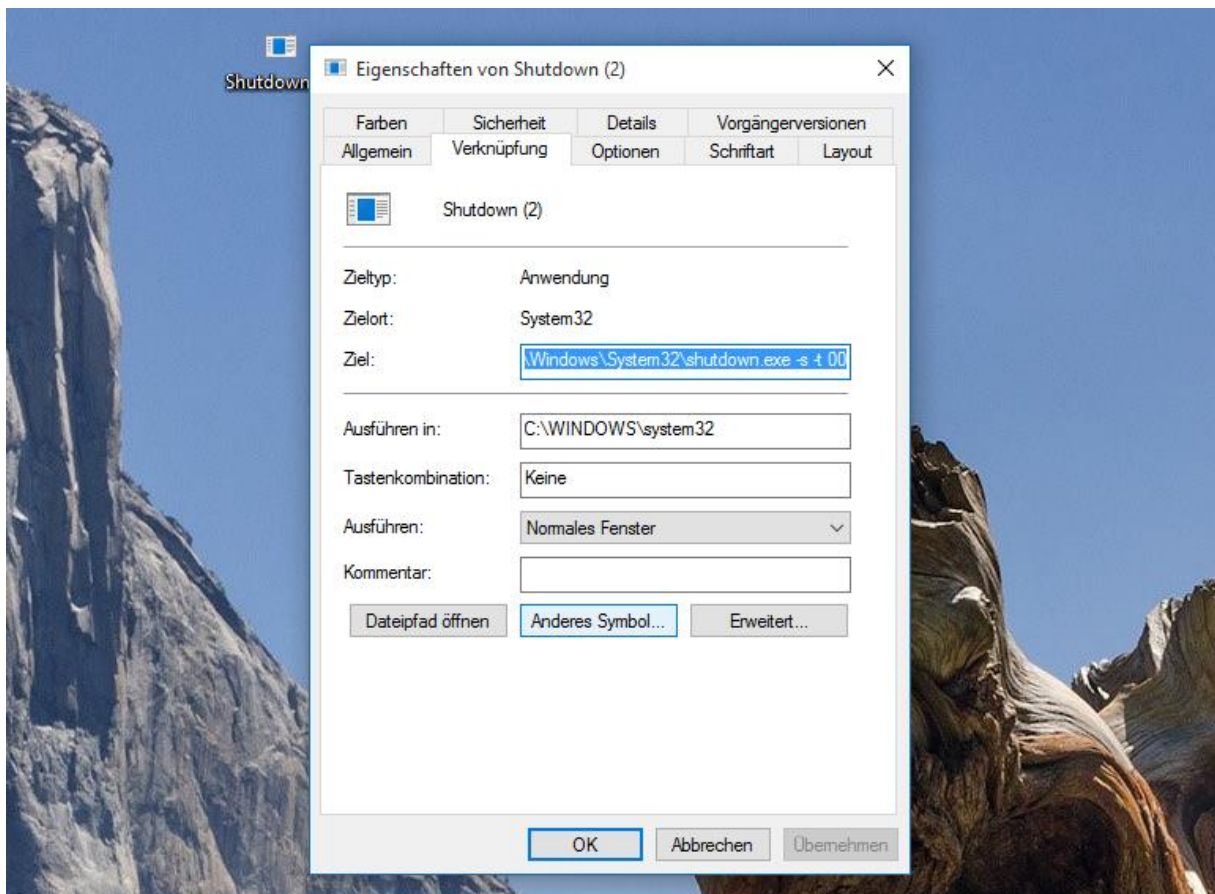 Shutdown
Eigenschaften von Shutdown (2)
Farben Sicherheit Details Vorgängerversionen
Allgemein Verknüpfung Optionen Schriftart Layout
Shutdown (2)
Zieltyp: Anwendung
Zielort: System32
Ziel: \Windows\System32\shutdown.exe -s -t 00
Ausführen in: C:\WINDOWS\system32
Tastenkombination: Keine
Ausführen: Normales Fenster
Kommentar:
Dateipfad öffnen Anderes Symbol... Erweitert...
OK Abbrechen Übernehmen